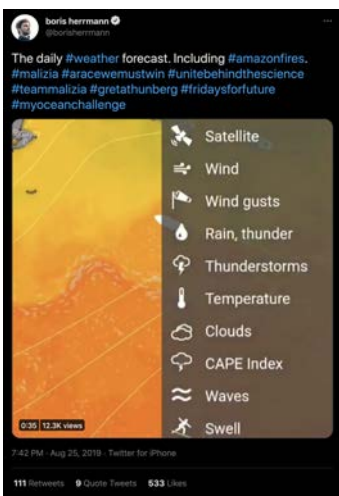 boris herrmann
@borisherrmann
The daily #weather forecast. Including #amazonfires.
#malizia #aracewemustwin #unitebehindthescience
#teammalizia #gretathunberg #fridaysforfuture
#myoceanchallenge
Satellite
Wind
Wind gusts
Rain, thunder
Thunderstorms
Temperature
Clouds
CAPE Index
Waves
Swell
0:35 12.3K views
7:42 PM · Aug 25, 2019 · Twitter for iPhone
111 Retweets 9 Quote Tweets 533 Likes